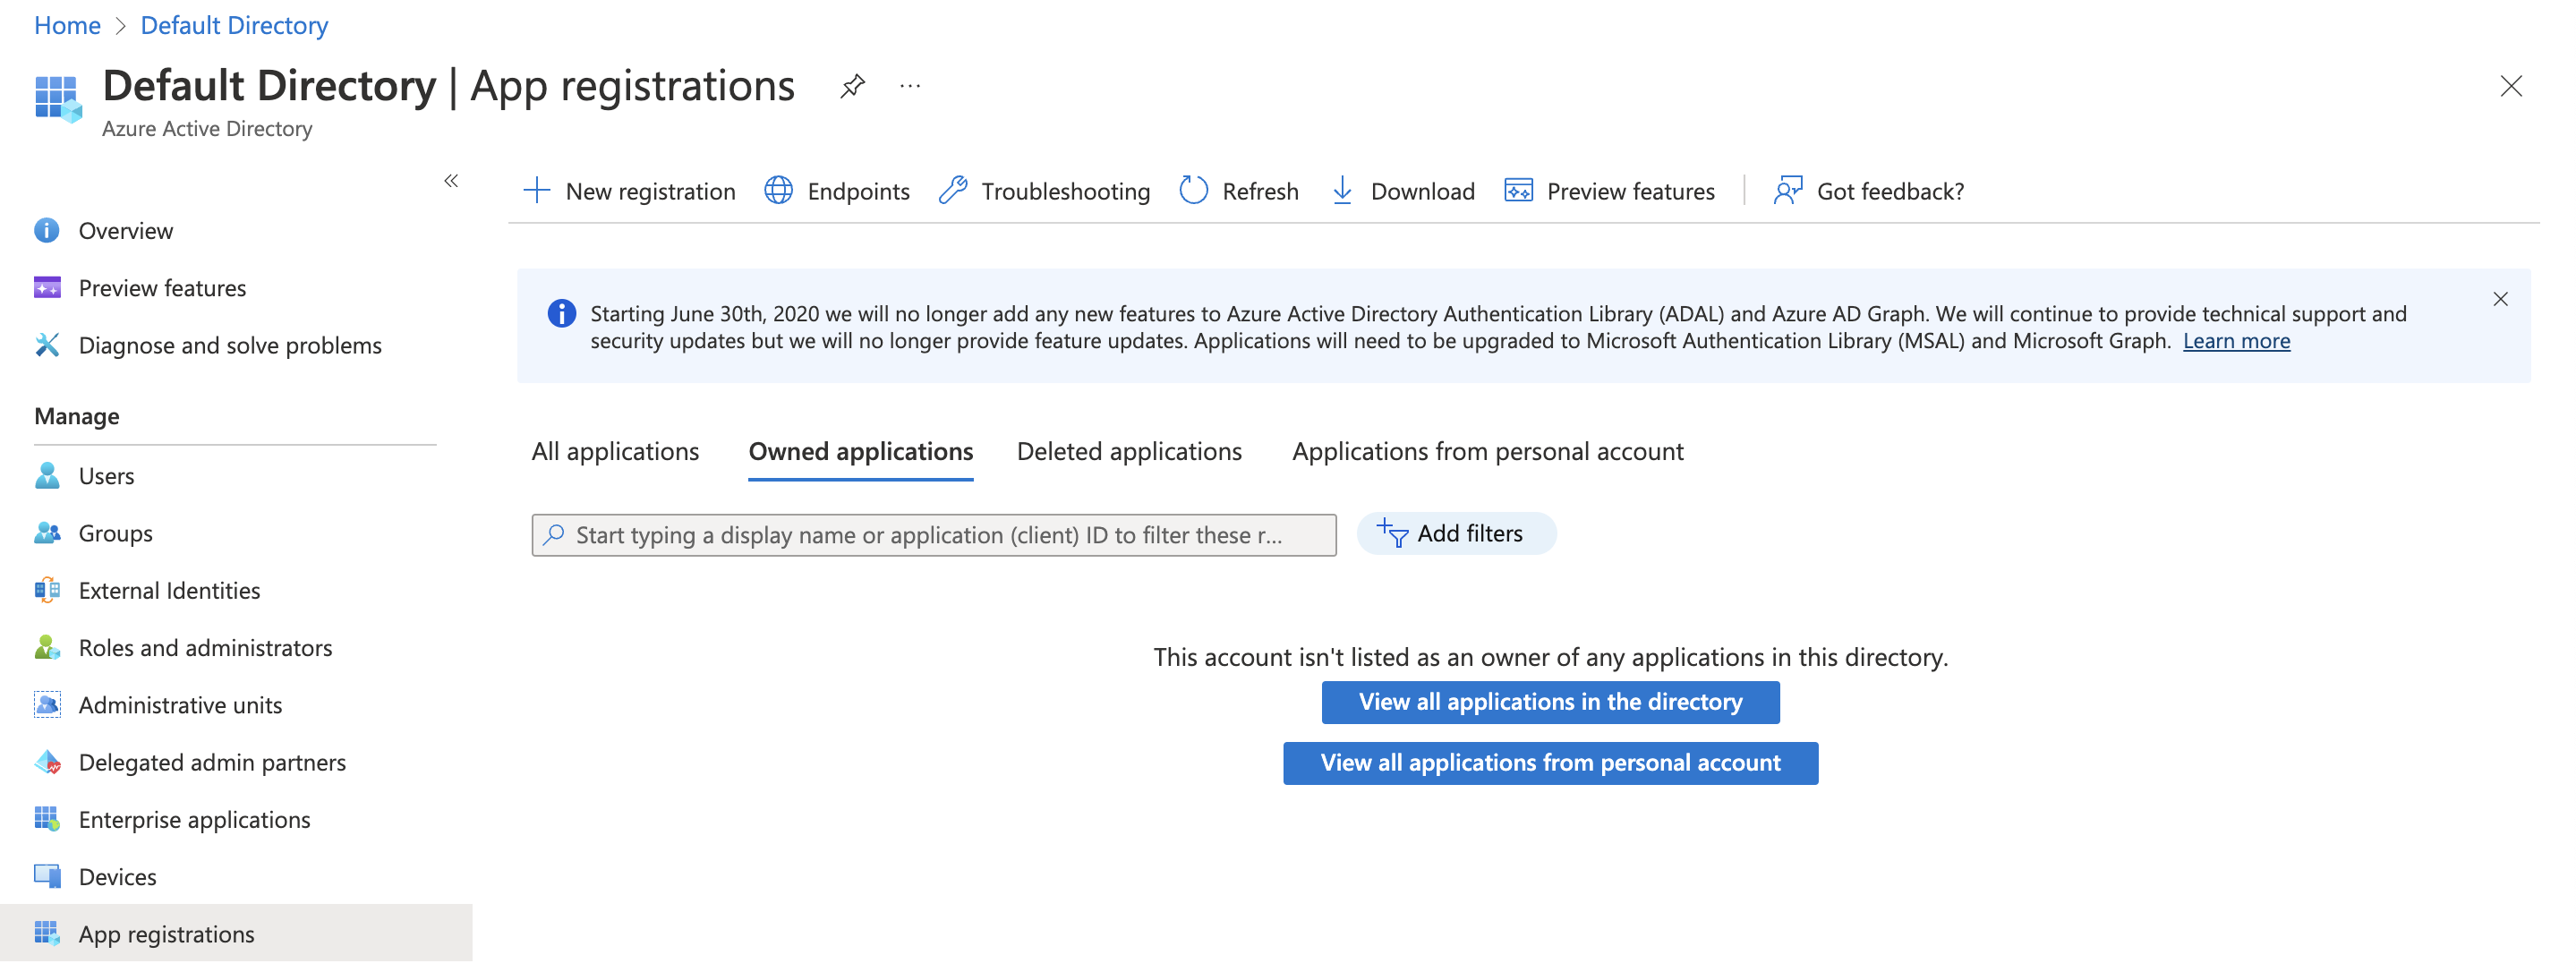 Home > Default Directory
Default Directory | App registrations
Azure Active Directory
Overview
Preview features
Diagnose and solve problems
Manage
Users
Groups
External Identities
Roles and administrators
Administrative units
Delegated admin partners
Enterprise applications
Devices
App registrations
New registration Endpoints Troubleshooting Refresh Download Preview features Got feedback?
Starting June 30th, 2020 we will no longer add any new features to Azure Active Directory Authentication Library (ADAL) and Azure AD Graph. We will continue to provide technical support and
security updates but we will no longer provide feature updates. Applications will need to be upgraded to Microsoft Authentication Library (MSAL) and Microsoft Graph. Learn more
All applications Owned applications Deleted applications Applications from personal account
Start typing a display name or application (client) ID to filter these r... Add filters
This account isn't listed as an owner of any applications in this directory.
View all applications in the directory
View all applications from personal account